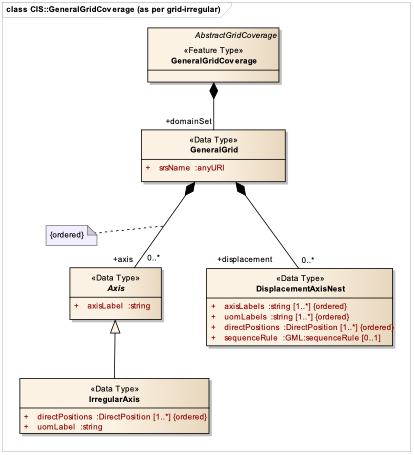 class CIS::GeneralGridCoverage (as per grid-irregular)
AbstractGridCoverage
«Feature Type»
GeneralGridCoverage
+domainSet
«Data Type»
GeneralGrid
+ srsName :anyURI
{ordered}
+axis 0..*
+displacement 0..*
«Data Type»
Axis
+ axisLabel :string
«Data Type»
DisplacementAxisNest
+ axisLabels :string [1..*] {ordered}
+ uomLabels :string [1..*] {ordered}
+ directPositions :DirectPosition [1..*] {ordered}
+ sequenceRule :GML:sequenceRule [0..1]
«Data Type»
IrregularAxis
+ directPositions :DirectPosition [1..*] {ordered}
+ uomLabel :string